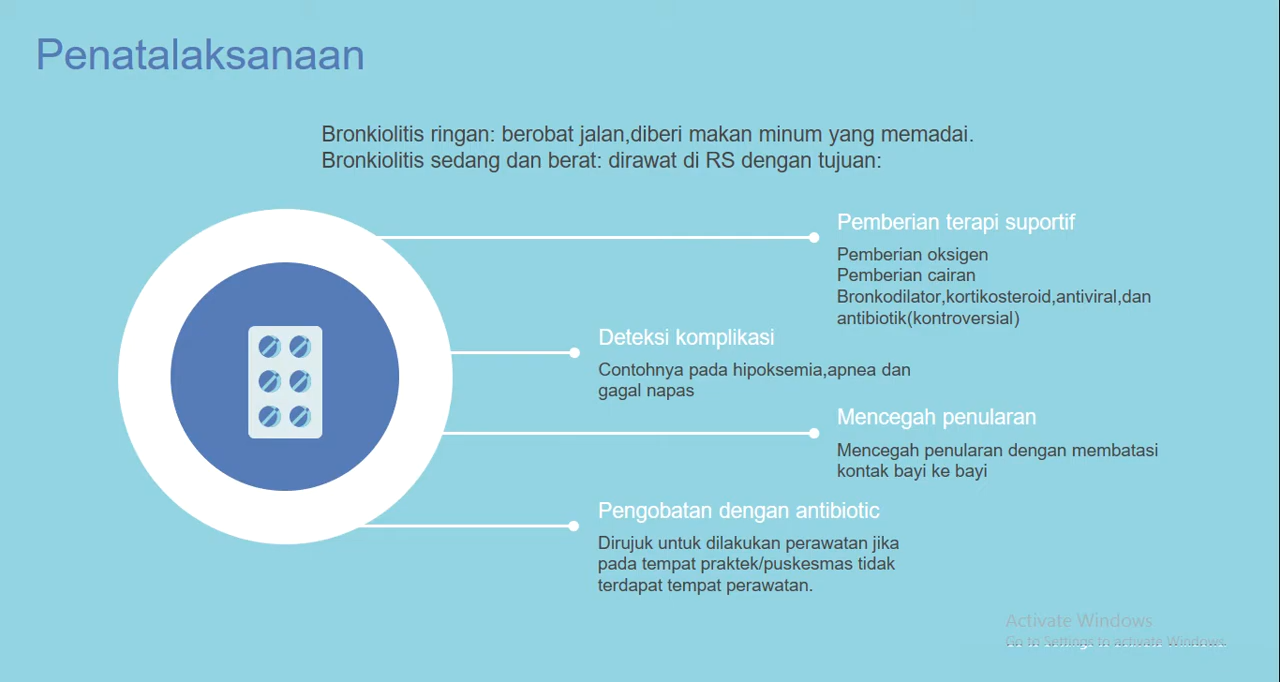 Penatalaksanaan
Bronkiolitis ringan: berobat jalan,diberi makan minum yang memadai.
Bronkiolitis sedang dan berat: dirawat di RS dengan tujuan:
Pemberian terapi suportif
Pemberian oksigen
Pemberian cairan
Bronkodilator,kortikosteroid,antiviral,dan
antibiotik(kontroversial)
Deteksi komplikasi
Contohnya pada hipoksemia,apnea dan
gagal napas
Mencegah penularan
Mencegah penularan dengan membatasi
kontak bayi ke bayi
Pengobatan dengan antibiotic
Dirujuk untuk dilakukan perawatan jika
pada tempat praktek/puskesmas tidak
terdapat tempat perawatan.
Activate Windows
Go to Settings to activate Windows.